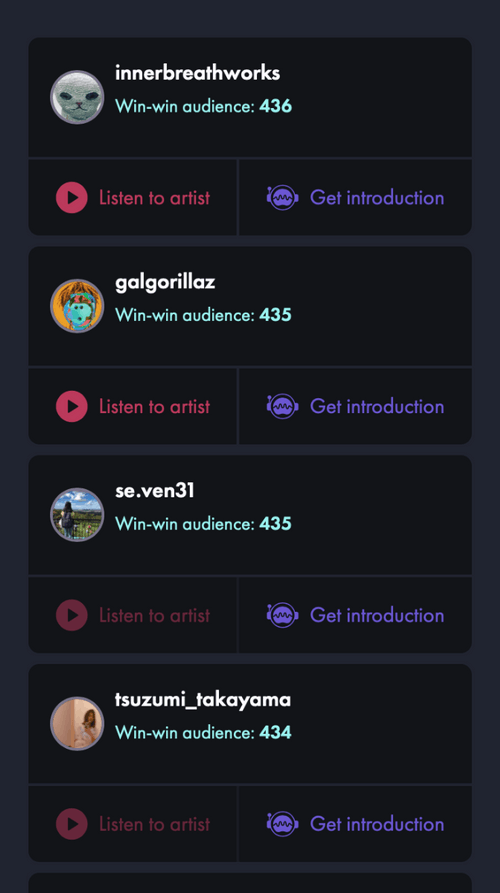 innerbreathworks
Win-win audience: 436
Listen to artist
Get introduction
galgorillaz
Win-win audience: 435
Listen to artist
Get introduction
se.ven31
Win-win audience: 435
Listen to artist
Get introduction
tsuzumi_takayama
Win-win audience: 434
Listen to artist
Get introduction